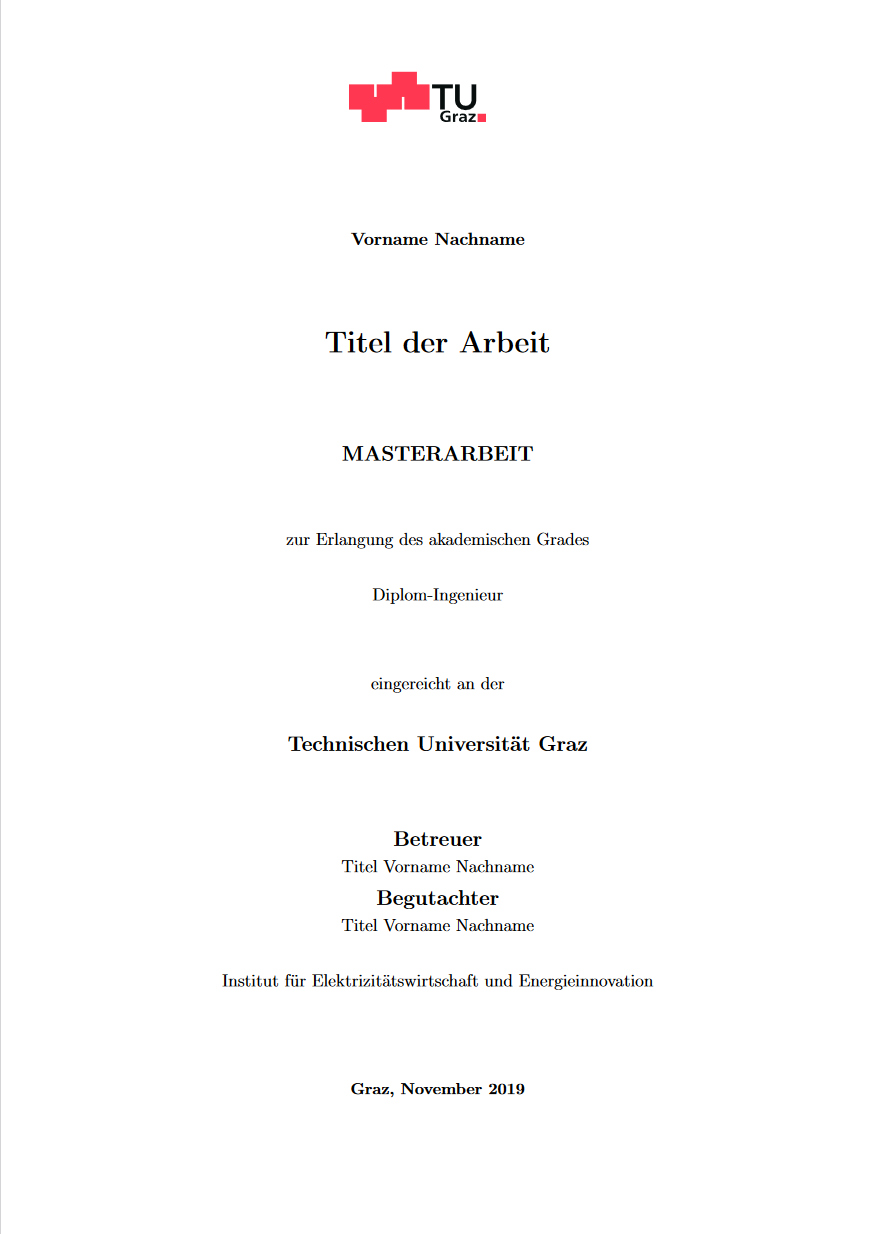 TU
Graz
Vorname Nachname
Titel der Arbeit
MASTERARBEIT
zur Erlangung des akademischen Grades
Diplom-Ingenieur
eingereicht an der
Technischen Universität Graz
Betreuer
Titel Vorname Nachname
Begutachter
Titel Vorname Nachname
Institut für Elektrizitätswirtschaft und Energieinnovation
Graz, November 2019